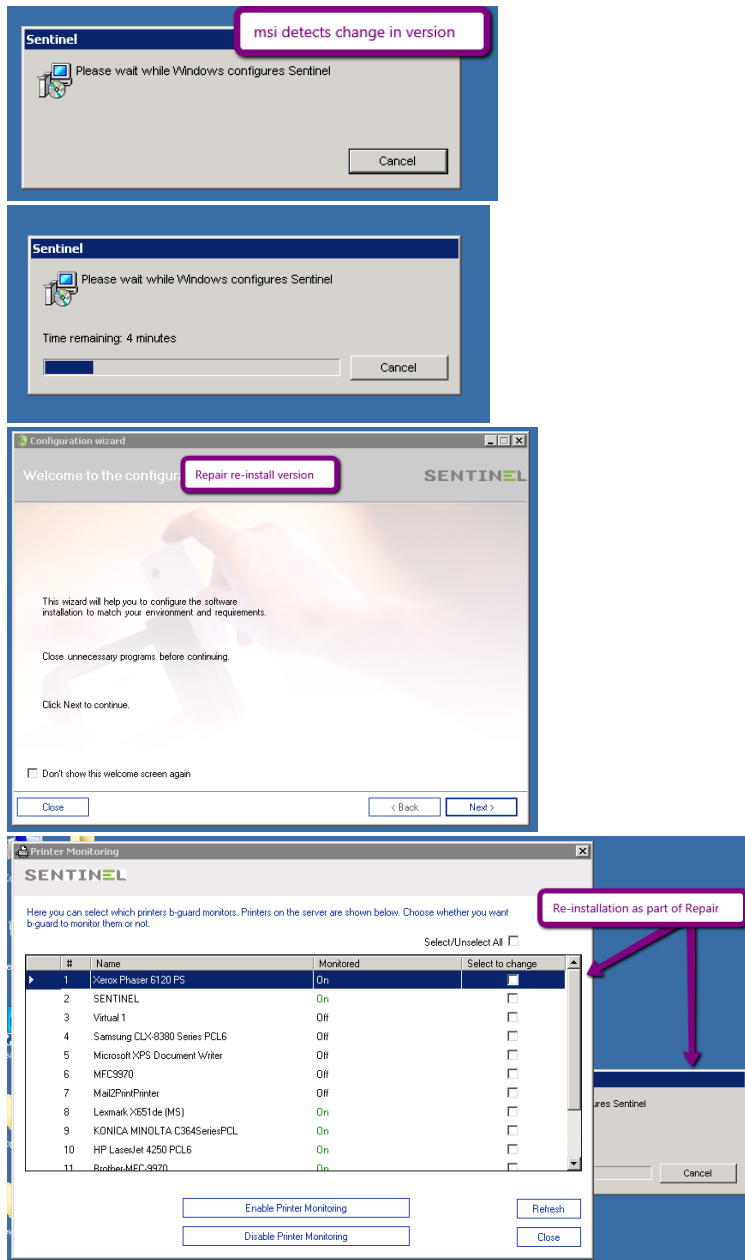 msi detects change in version
Sentinel
Please wait while Windows configures Sentinel
Cancel
Sentinel
Please wait while Windows configures Sentinel
Time remaining: 4 minutes
Cancel
Configuration wizard
Welcome to the configur
Repair re-install version
SENTINEL
This wizard will help you to configure the software
installation to match your environment and requirements.
Close unnecessary programs before continuing.
Click Next to continue.
Don't show this welcome screen again
Close
< Back
Next >
Printer Monitoring
SENTINEL
Re-installation as part of Repair
Here you can select which printers b-guard monitors. Printers on the server are shown below. Choose whether you want
b-guard to monitor them or not.
Select/Unselect All
# Name Monitored Select to change
1 Xerox Phaser 6120 PS On
2 SENTINEL On
3 Virtual 1 Off
4 Samsung CLX-8380 Series PCL6 Off
5 Microsoft XPS Document Writer Off
6 MFC9970 Off
7 Mail2PrintPrinter Off
8 Lexmark X651de (MS) On
9 KONICA MINOLTA C364SeriesPCL On
10 HP LaserJet 4250 PCL6 On
11 Brother-MFC-9970 On
ures Sentinel
Cancel
Enable Printer Monitoring
Refresh
Disable Printer Monitoring
Close